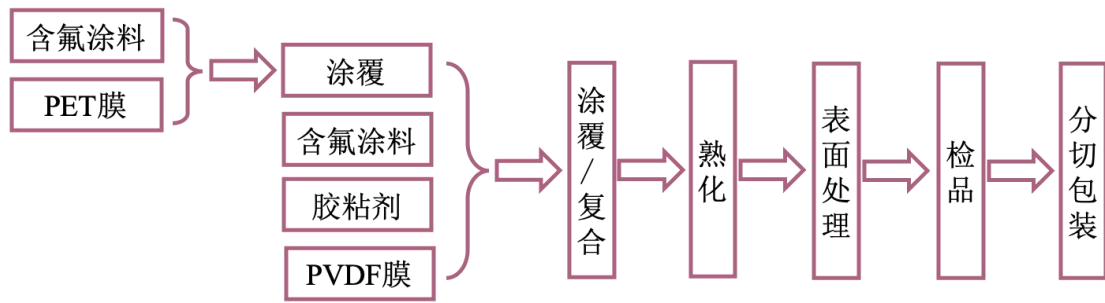 含氟涂料
PET膜
涂覆
含氟涂料
胶粘剂
PVDF膜
涂覆/复合
熟化
表面处理
检品
分切包装